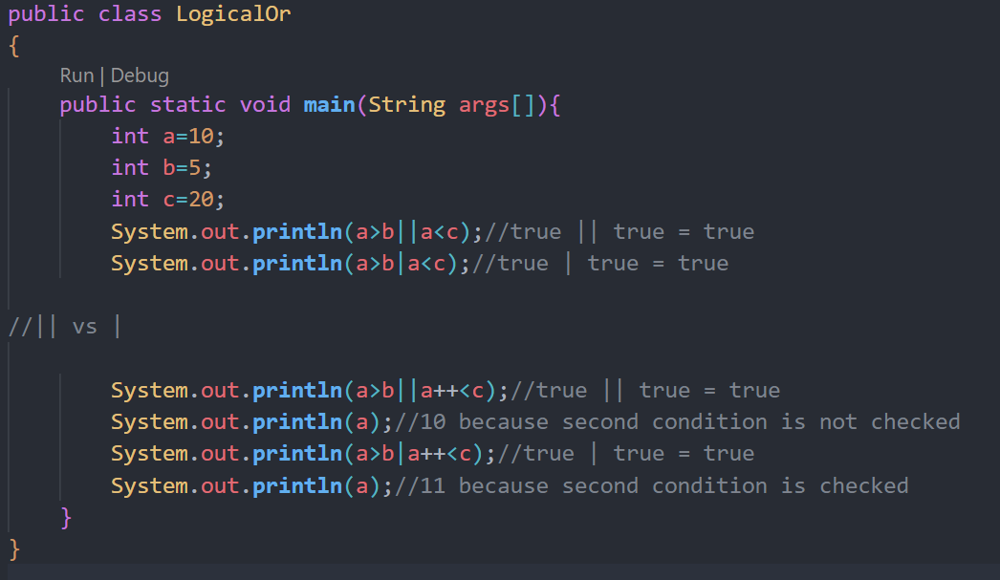 public class LogicalOr
{
Run | Debug
public static void main(String args[]){
int a=10;
int b=5;
int c=20;
System.out.println(a>b||a<c);//true || true = true
System.out.println(a>b|a<c);//true | true = true
//|| vs |
System.out.println(a>b||a++<c);//true || true = true
System.out.println(a);//10 because second condition is not checked
System.out.println(a>b|a++<c);//true | true = true
System.out.println(a);//11 because second condition is checked
}
}